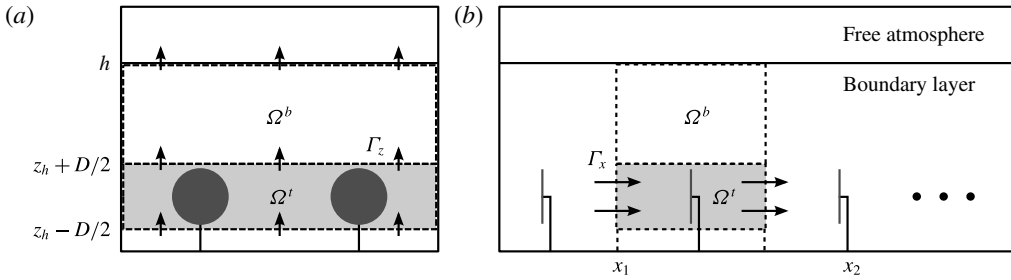 (a)
h
Ω^b
z_h + D/2
Γ_z
Ω^t
z_h − D/2
(b)
Free atmosphere
Boundary layer
Ω^b
Γ_x
Ω^t
x_1
x_2